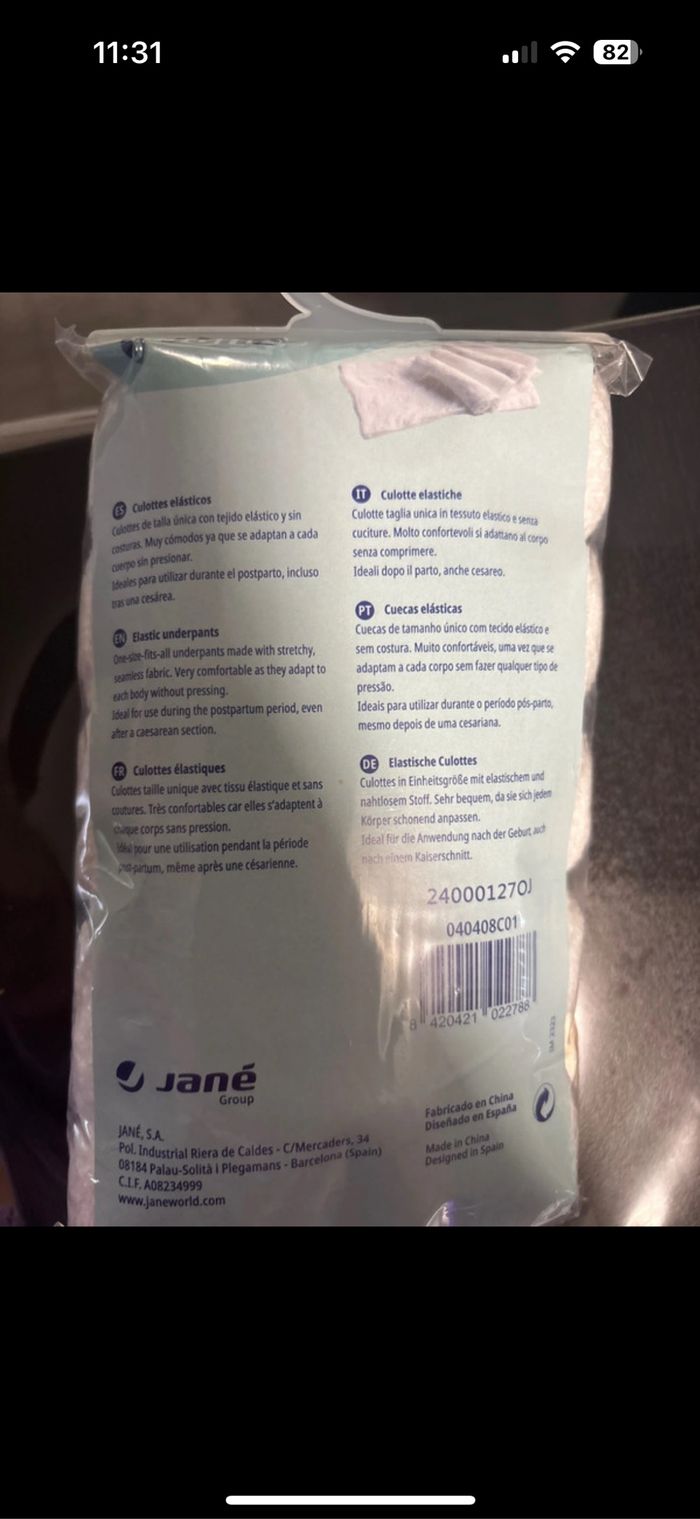 11:31
82
ES Culottes elásticos
Culottes de talla única con tejido elástico y sin
costuras. Muy cómodos ya que se adaptan a cada
cuerpo sin presionar.
Ideales para utilizar durante el postparto, incluso
tras una cesárea.
EN Elastic underpants
One-size-fits-all underpants made with stretchy,
seamless fabric. Very comfortable as they adapt to
each body without pressing.
Ideal for use during the postpartum period, even
after a caesarean section.
FR Culottes élastiques
Culottes taille unique avec tissu élastique et sans
coutures. Très confortables car elles s'adaptent à
chaque corps sans pression.
Idéal pour une utilisation pendant la période
post-partum, même après une césarienne.
IT Culotte elastiche
Culotte taglia unica in tessuto elastico e senza
cuciture. Molto confortevoli si adattano al corpo
senza comprimere.
Ideali dopo il parto, anche cesareo.
PT Cuecas elásticas
Cuecas de tamanho único com tecido elástico e
sem costura. Muito confortáveis, uma vez que se
adaptam a cada corpo sem fazer qualquer tipo de
pressão.
Ideais para utilizar durante o período pós-parto,
mesmo depois de uma cesariana.
DE Elastische Culottes
Culottes in Einheitsgröße mit elastischem und
nahtlosem Stoff. Sehr bequem, da sie sich jedem
Körper schonend anpassen.
Ideal für die Anwendung nach der Geburt, auch
nach einem Kaiserschnitt.
24000127OJ
040408C01
8 420421 022788
IM 2323
Jané
Group
JANÉ, S.A.
Pol. Industrial Riera de Caldes - C/Mercaders, 34
08184 Palau-Solità i Plegamans - Barcelona (Spain)
C.I.F. A08234999
www.janeworld.com
Fabricado en China
Diseñado en España
Made in China
Designed in Spain